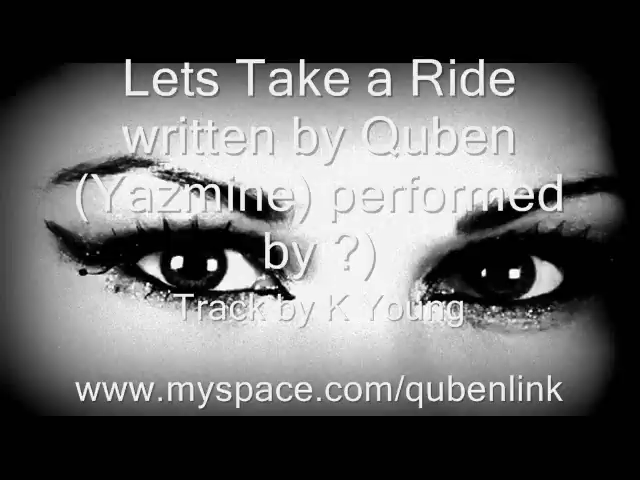 Lets Take a Ride
written by Quben
(Yazmine) performed
by ?)
Track by K Young
www.myspace.com/qubenlink